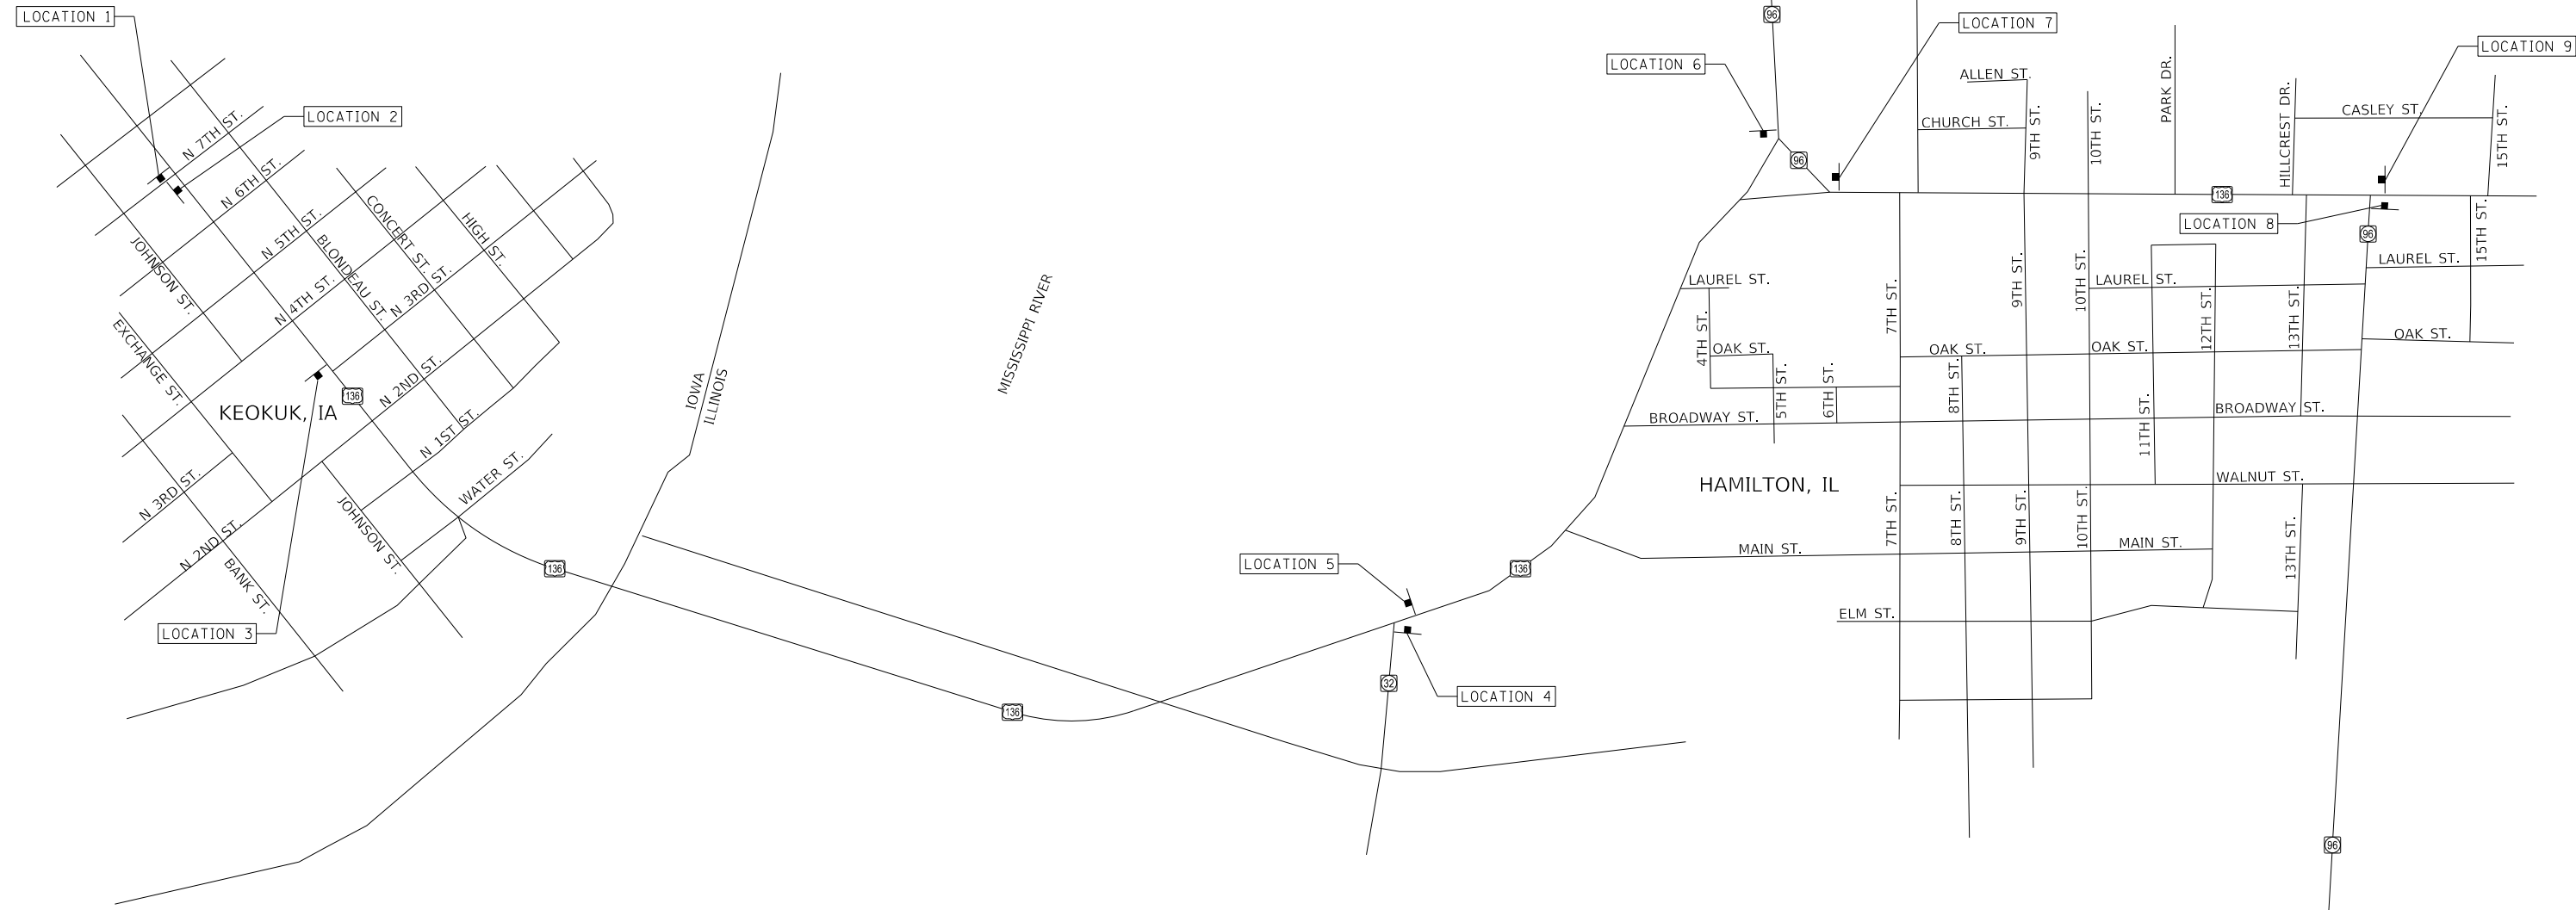 LOCATION 1
LOCATION 2
N 7TH ST.
N 6TH ST.
N 5TH ST.
N 4TH ST.
N 3RD ST.
N 2ND ST.
N 1ST ST.
WATER ST.
JOHNSON ST.
EXCHANGE ST.
BLONDEAU ST.
CONCERT ST.
HIGH ST.
KEOKUK, IA
136
N 3RD ST.
N 2ND ST.
BANK ST.
JOHNSON ST.
LOCATION 3
136
IOWA
ILLINOIS
MISSISSIPPI RIVER
136
LOCATION 5
LOCATION 4
32
136
LOCATION 6
96
96
LOCATION 7
ALLEN ST.
CHURCH ST.
9TH ST.
10TH ST.
PARK DR.
HILLCREST DR.
CASLEY ST.
15TH ST.
LOCATION 9
136
LOCATION 8
96
15TH ST.
LAUREL ST.
4TH ST.
OAK ST.
5TH ST.
6TH ST.
7TH ST.
9TH ST.
10TH ST.
LAUREL ST.
12TH ST.
13TH ST.
LAUREL ST.
OAK ST.
OAK ST.
OAK ST.
8TH ST.
11TH ST.
BROADWAY ST.
BROADWAY ST.
HAMILTON, IL
WALNUT ST.
7TH ST.
8TH ST.
9TH ST.
10TH ST.
13TH ST.
MAIN ST.
MAIN ST.
ELM ST.
96